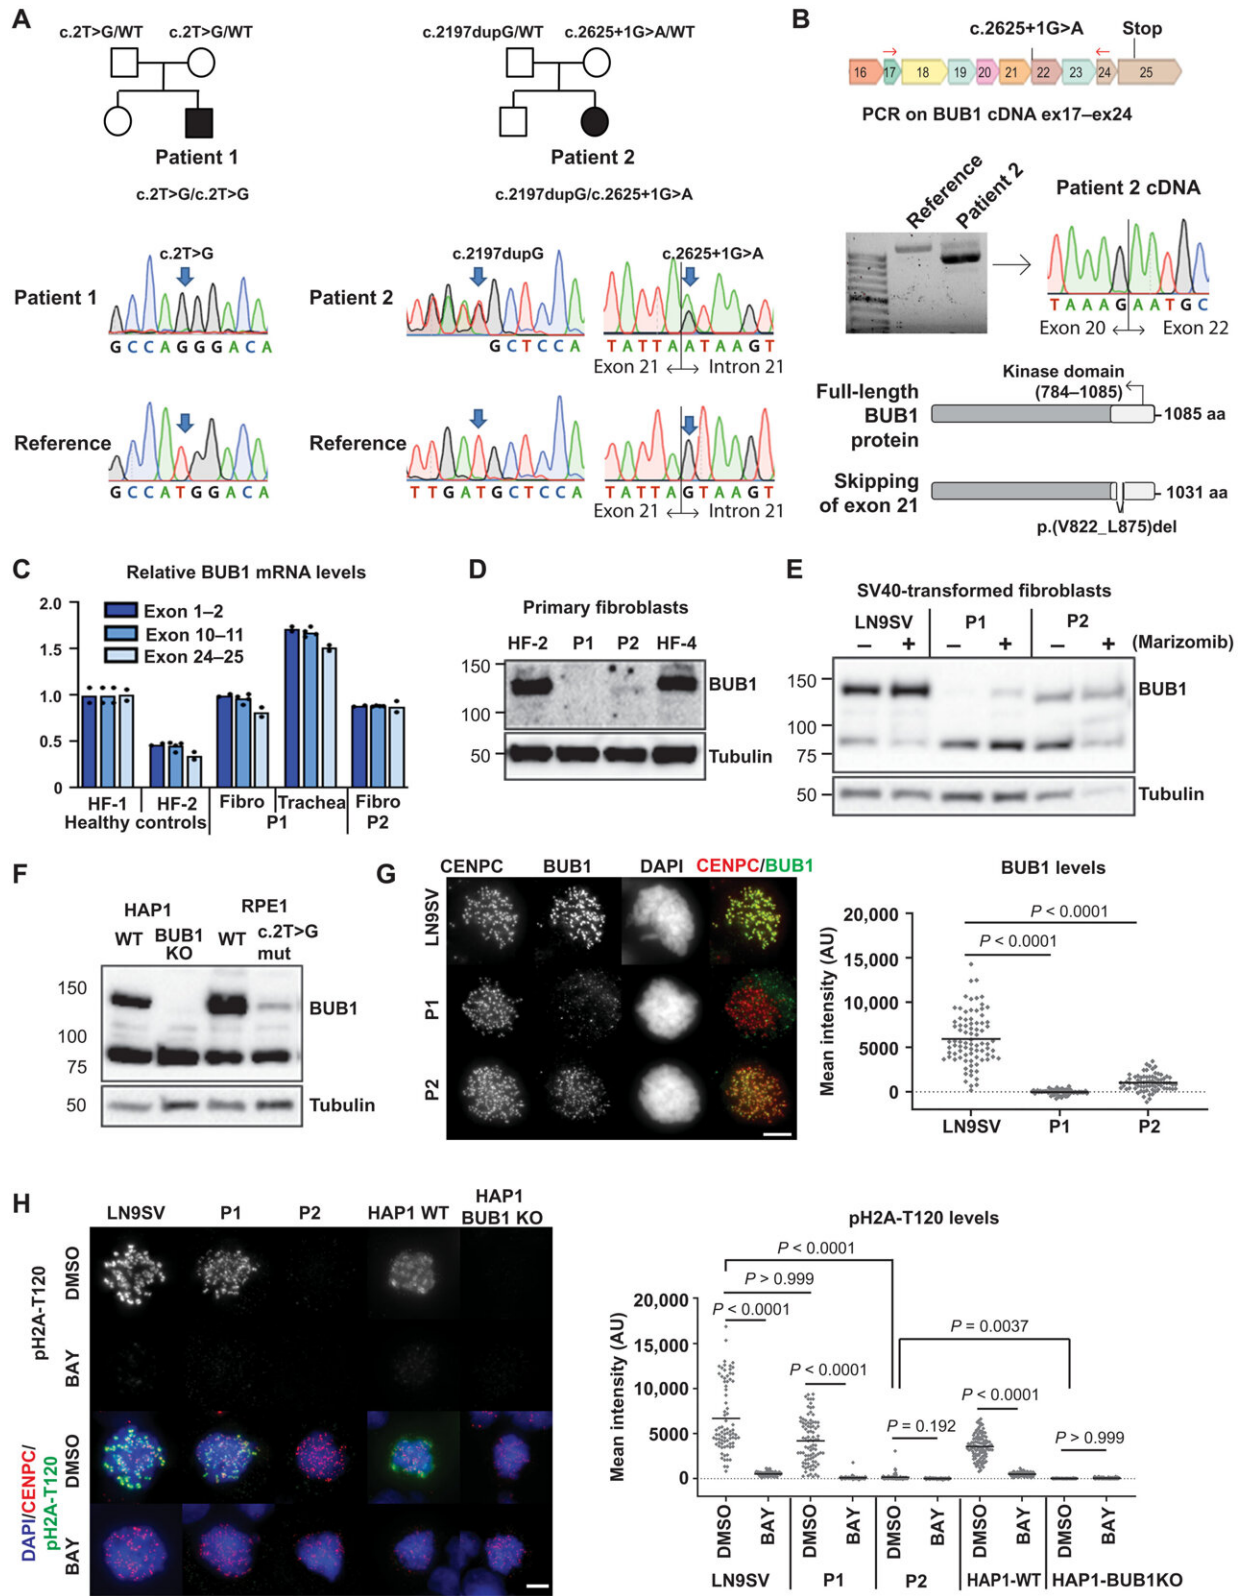 A
c.2T>G/WT c.2T>G/WT
c.2197dupG/WT c.2625+1G>A/WT
Patient 1
Patient 2
c.2T>G/c.2T>G
c.2197dupG/c.2625+1G>A
c.2T>G
c.2197dupG
c.2625+1G>A
Patient 1
G C C A G G G A C A
Patient 2
G C T C C A
T A T T A A T A A G T
Exon 21 Intron 21
Reference
G C C A T G G A C A
Reference
T T G A T G C T C C A
T A T T A G T A A G T
Exon 21 Intron 21
B
c.2625+1G>A Stop
16 17 18 19 20 21 22 23 24 25
PCR on BUB1 cDNA ex17–ex24
Reference
Patient 2
Patient 2 cDNA
T A A A G A A T G C
Exon 20 Exon 22
Kinase domain
(784–1085)
Full-length
BUB1
protein
1085 aa
Skipping
of exon 21
1031 aa
p.(V822_L875)del
C
Relative BUB1 mRNA levels
2.0
1.5
1.0
0.5
0
Exon 1–2
Exon 10–11
Exon 24–25
HF-1 HF-2 Fibro Trachea Fibro
Healthy controls P1 P2
D
Primary fibroblasts
HF-2 P1 P2 HF-4
150
100
50
BUB1
Tubulin
E
SV40-transformed fibroblasts
LN9SV P1 P2
– + – + – + (Marizomib)
150
100
75
50
BUB1
Tubulin
F
HAP1 RPE1
WT BUB1 KO WT c.2T>G mut
150
100
75
50
BUB1
Tubulin
G
CENPC BUB1 DAPI CENPC/BUB1
LN9SV
P1
P2
BUB1 levels
P < 0.0001
P < 0.0001
Mean intensity (AU)
20,000
15,000
10,000
5000
0
LN9SV P1 P2
H
LN9SV P1 P2 HAP1 WT HAP1 BUB1 KO
pH2A-T120
DMSO
BAY
DAPI/CENPC/
pH2A-T120
DMSO
BAY
pH2A-T120 levels
P < 0.0001
P > 0.999
P < 0.0001
P = 0.0037
P < 0.0001
P < 0.0001
P = 0.192
P > 0.999
Mean intensity (AU)
20,000
15,000
10,000
5000
0
DMSO BAY DMSO BAY DMSO BAY DMSO BAY DMSO BAY
LN9SV P1 P2 HAP1-WT HAP1-BUB1KO